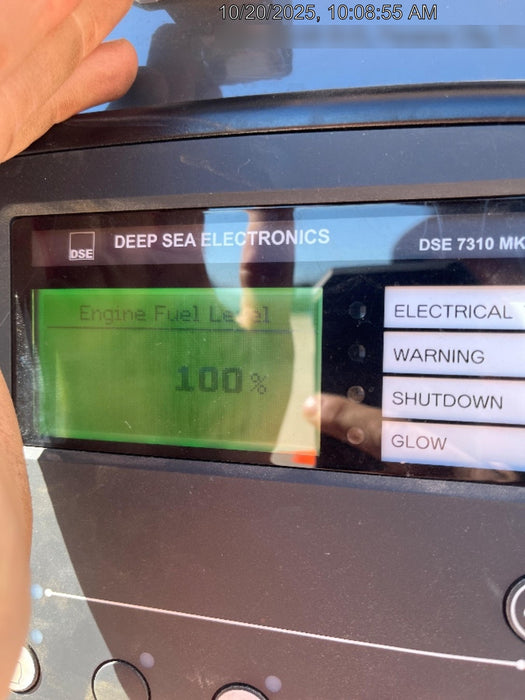 10/20/2025, 10:08:55 AM
DSE
DEEP SEA ELECTRONICS
DSE 7310 MK
Engine Fuel Level
100%
ELECTRICAL
WARNING
SHUTDOWN
GLOW